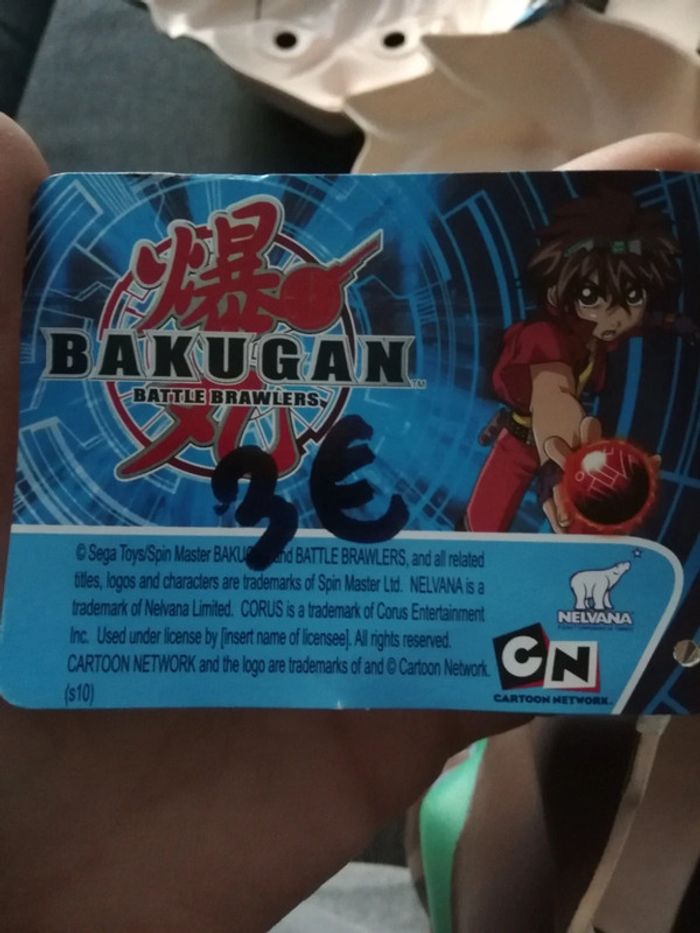 爆
BAKUGAN™
BATTLE BRAWLERS
丸
3€
© Sega Toys/Spin Master and BATTLE BRAWLERS, and all related
titles, logos and characters are trademarks of Spin Master Ltd. NELVANA is a
trademark of Nelvana Limited. CORUS is a trademark of Corus Entertainment
Inc. Used under license by [insert name of licensee]. All rights reserved.
CARTOON NETWORK and the logo are trademarks of and © Cartoon Network.
(s10)
NELVANA
CN
CARTOON NETWORK.